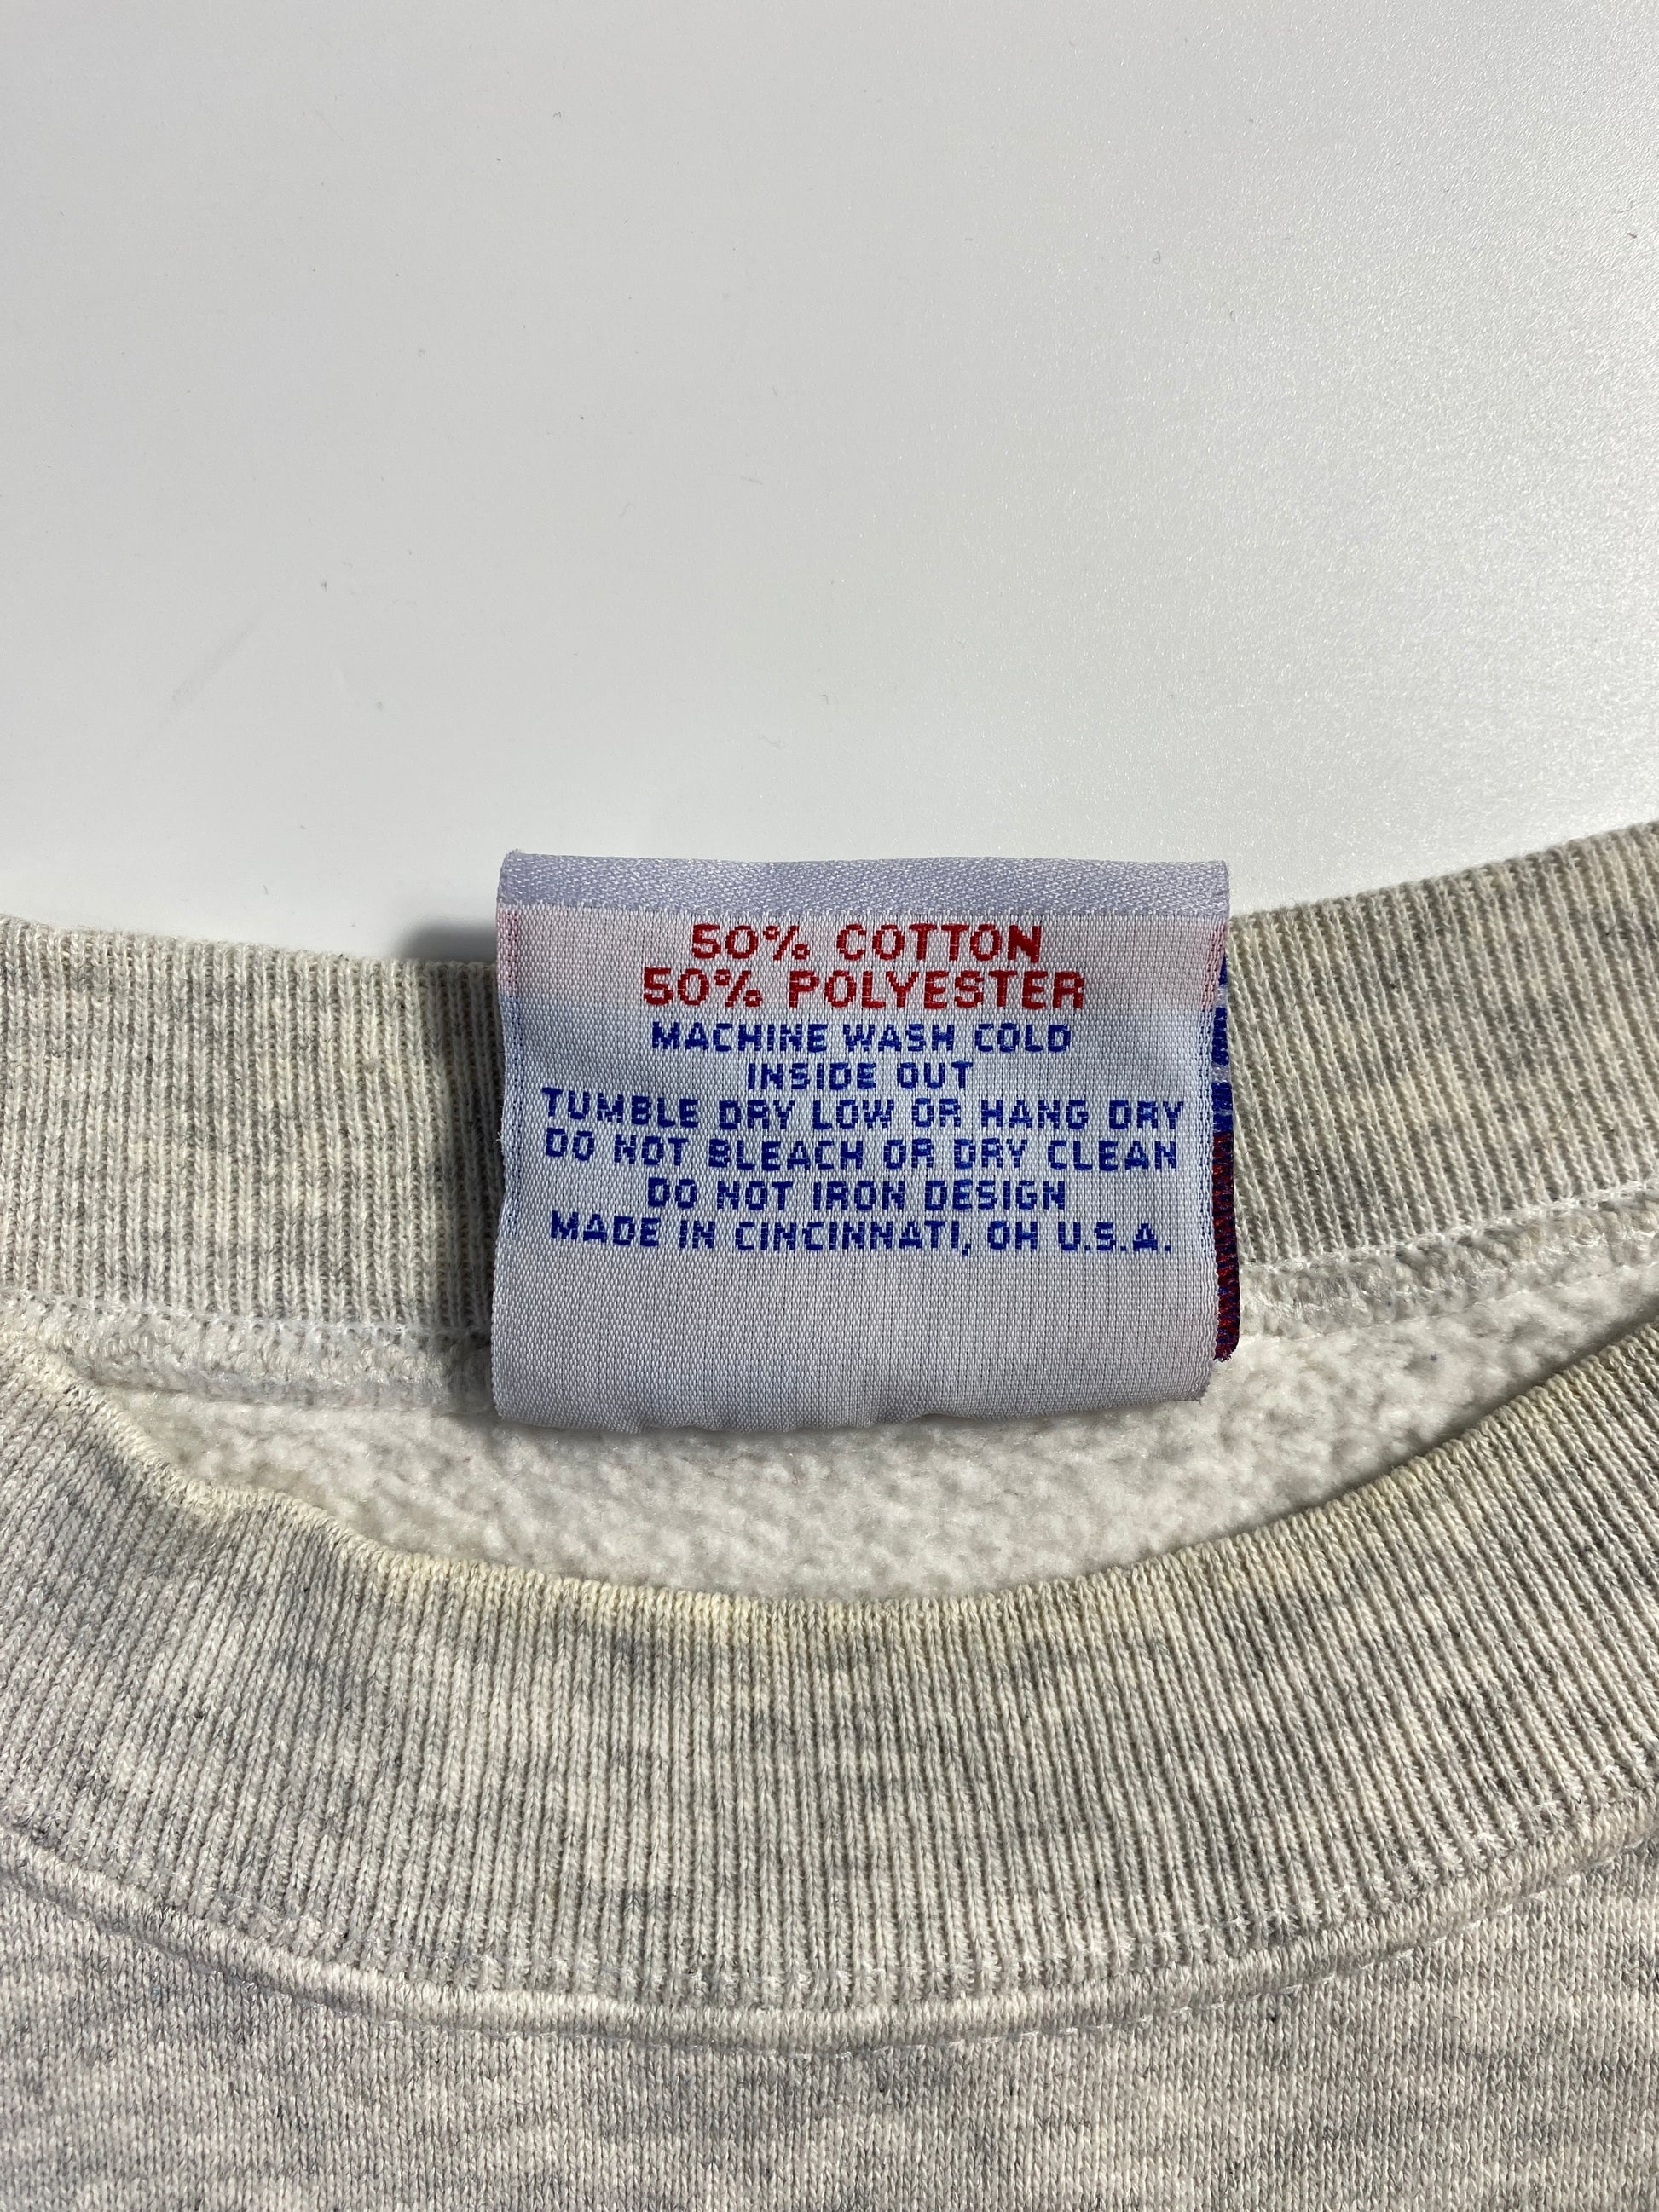 50% COTTON
50% POLYESTER
MACHINE WASH COLD
INSIDE OUT
TUMBLE DRY LOW OR HANG DRY
DO NOT BLEACH OR DRY CLEAN
DO NOT IRON DESIGN
MADE IN CINCINNATI, OH U.S.A.